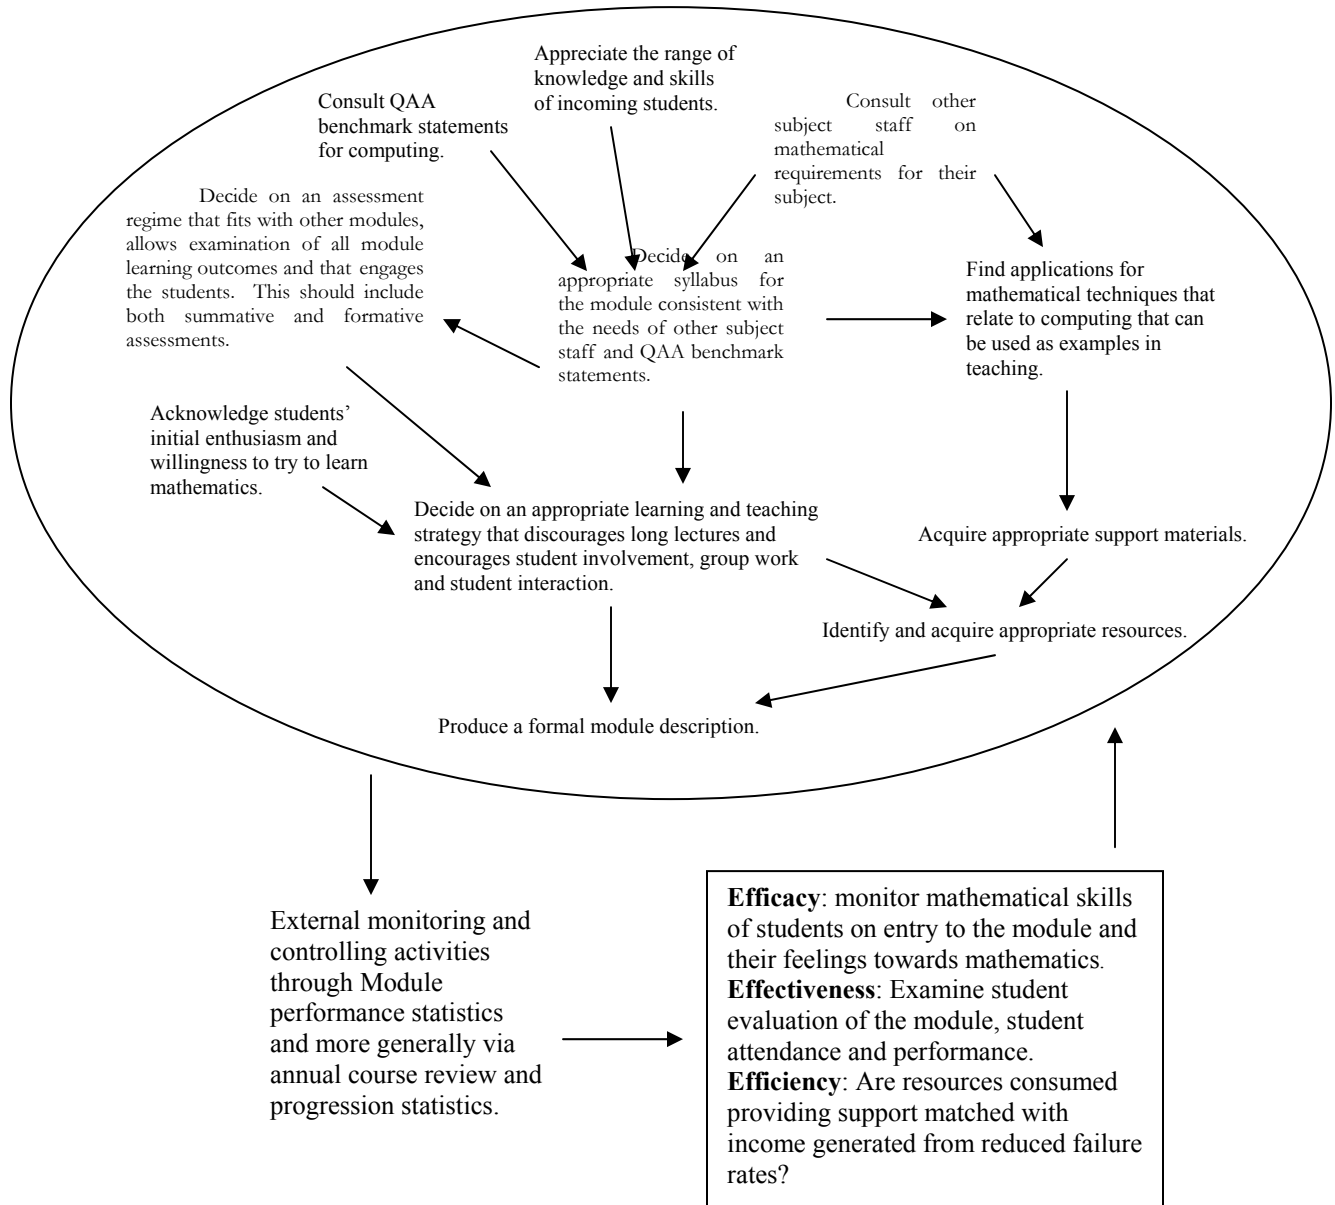 Appreciate the range of
knowledge and skills
of incoming students.
Consult QAA
benchmark statements
for computing.
Consult other
subject staff on
mathematical
requirements for their
subject.
Decide on an assessment
regime that fits with other modules,
allows examination of all module
learning outcomes and that engages
the students. This should include
both summative and formative
assessments.
Decide on an
appropriate syllabus for
the module consistent with
the needs of other subject
staff and QAA benchmark
statements.
Find applications for
mathematical techniques that
relate to computing that can
be used as examples in
teaching.
Acknowledge students’
initial enthusiasm and
willingness to try to learn
mathematics.
Decide on an appropriate learning and teaching
strategy that discourages long lectures and
encourages student involvement, group work
and student interaction.
Acquire appropriate support materials.
Identify and acquire appropriate resources.
Produce a formal module description.
External monitoring and
controlling activities
through Module
performance statistics
and more generally via
annual course review and
progression statistics.
Efficacy: monitor mathematical skills
of students on entry to the module and
their feelings towards mathematics.
Effectiveness: Examine student
evaluation of the module, student
attendance and performance.
Efficiency: Are resources consumed
providing support matched with
income generated from reduced failure
rates?